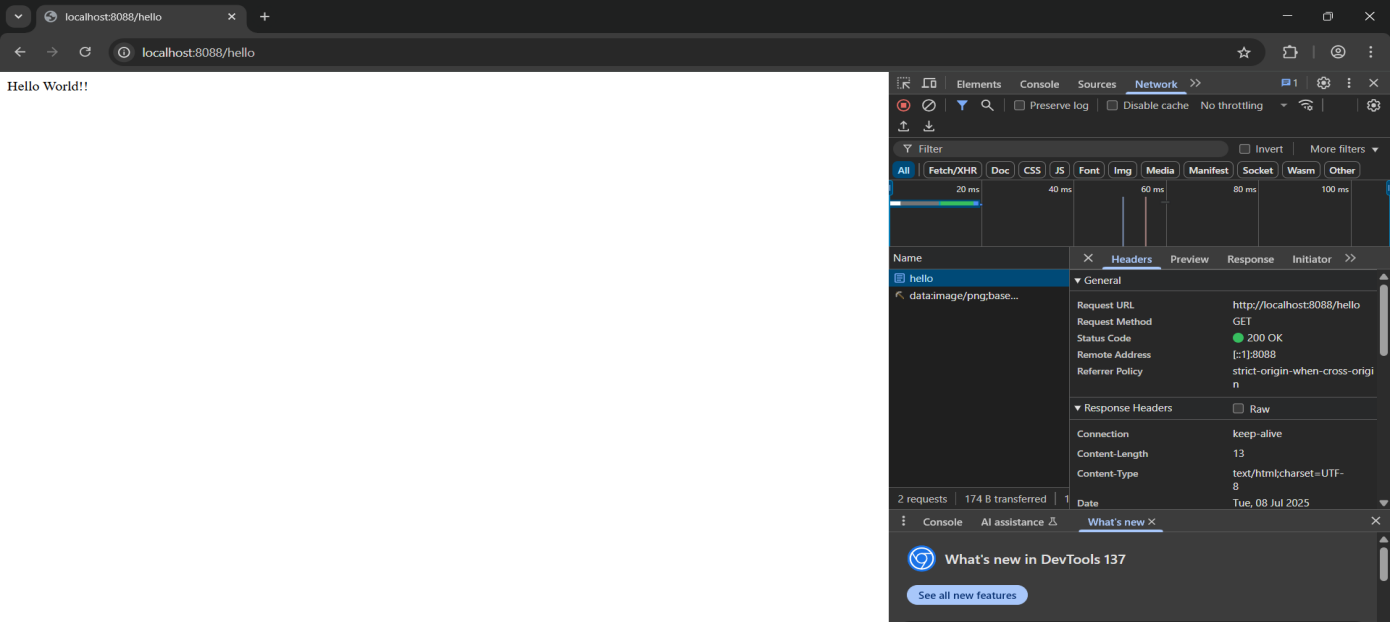 localhost:8088/hello
localhost:8088/hello
Hello World!!
Elements Console Sources Network 1
Preserve log Disable cache No throttling
Filter Invert More filters
All Fetch/XHR Doc CSS JS Font Img Media Manifest Socket Wasm Other
20 ms 40 ms 60 ms 80 ms 100 ms
Name
hello
data:image/png;base...
2 requests 174 B transferred 1
Headers Preview Response Initiator
General
Request URL http://localhost:8088/hello
Request Method GET
Status Code 200 OK
Remote Address [::1]:8088
Referrer Policy strict-origin-when-cross-origi
n
Response Headers Raw
Connection keep-alive
Content-Length 13
Content-Type text/html;charset=UTF-
8
Date Tue, 08 Jul 2025
Console AI assistance What's new
What's new in DevTools 137
See all new features